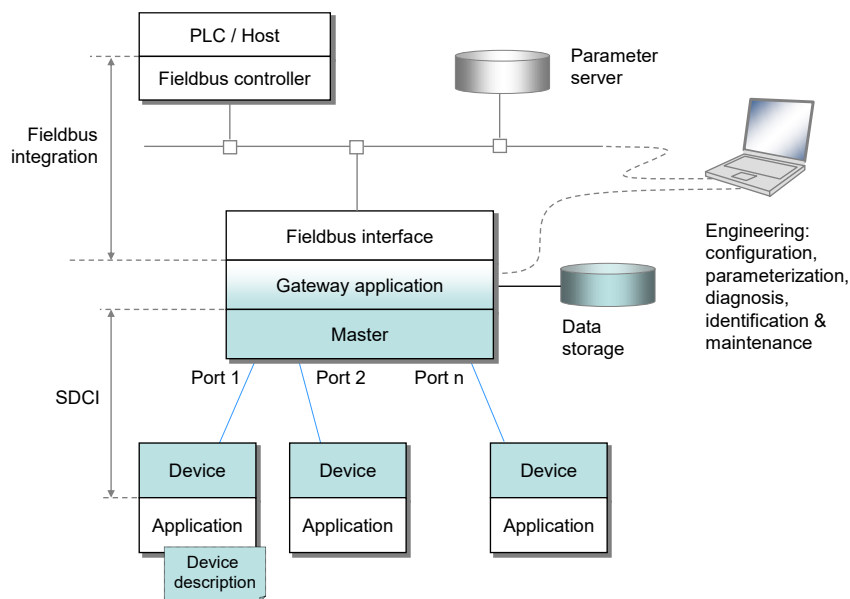 PLC / Host
Fieldbus controller
Parameter
server
Fieldbus
integration
Fieldbus interface
Gateway application
Master
Data
storage
Engineering:
configuration,
parameterization,
diagnosis,
identification &
maintenance
Port 1
Port 2
Port n
SDCI
Device
Application
Device
description
Device
Application
Device
Application